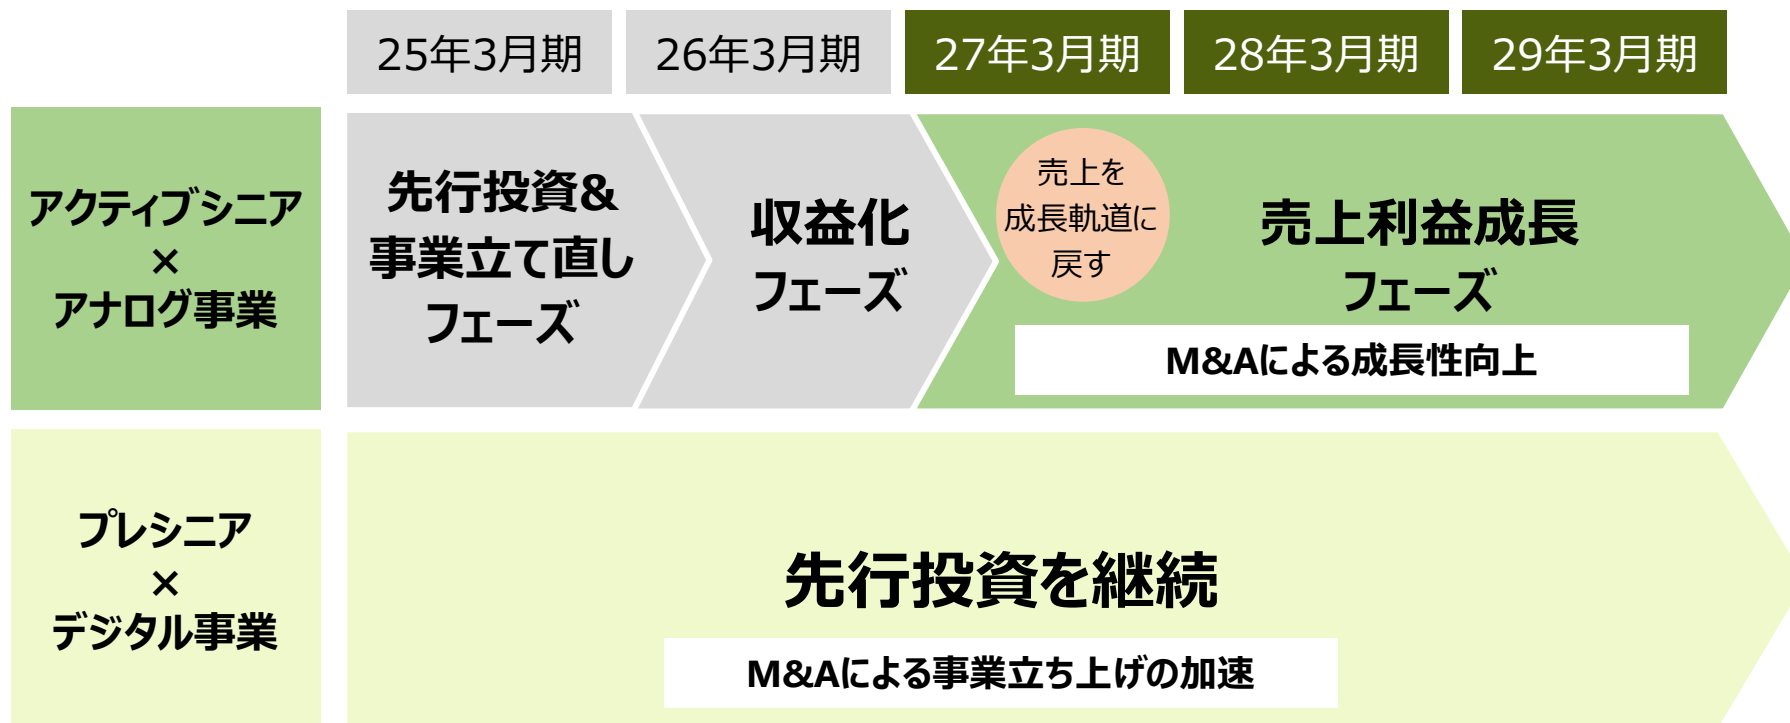 25年3月期
26年3月期
27年3月期
28年3月期
29年3月期
アクティブシニア
×
アナログ事業
先行投資&
事業立て直し
フェーズ
収益化
フェーズ
売上を
成長軌道に
戻す
売上利益成長
フェーズ
M&Aによる成長性向上
プレシニア
×
デジタル事業
先行投資を継続
M&Aによる事業立ち上げの加速